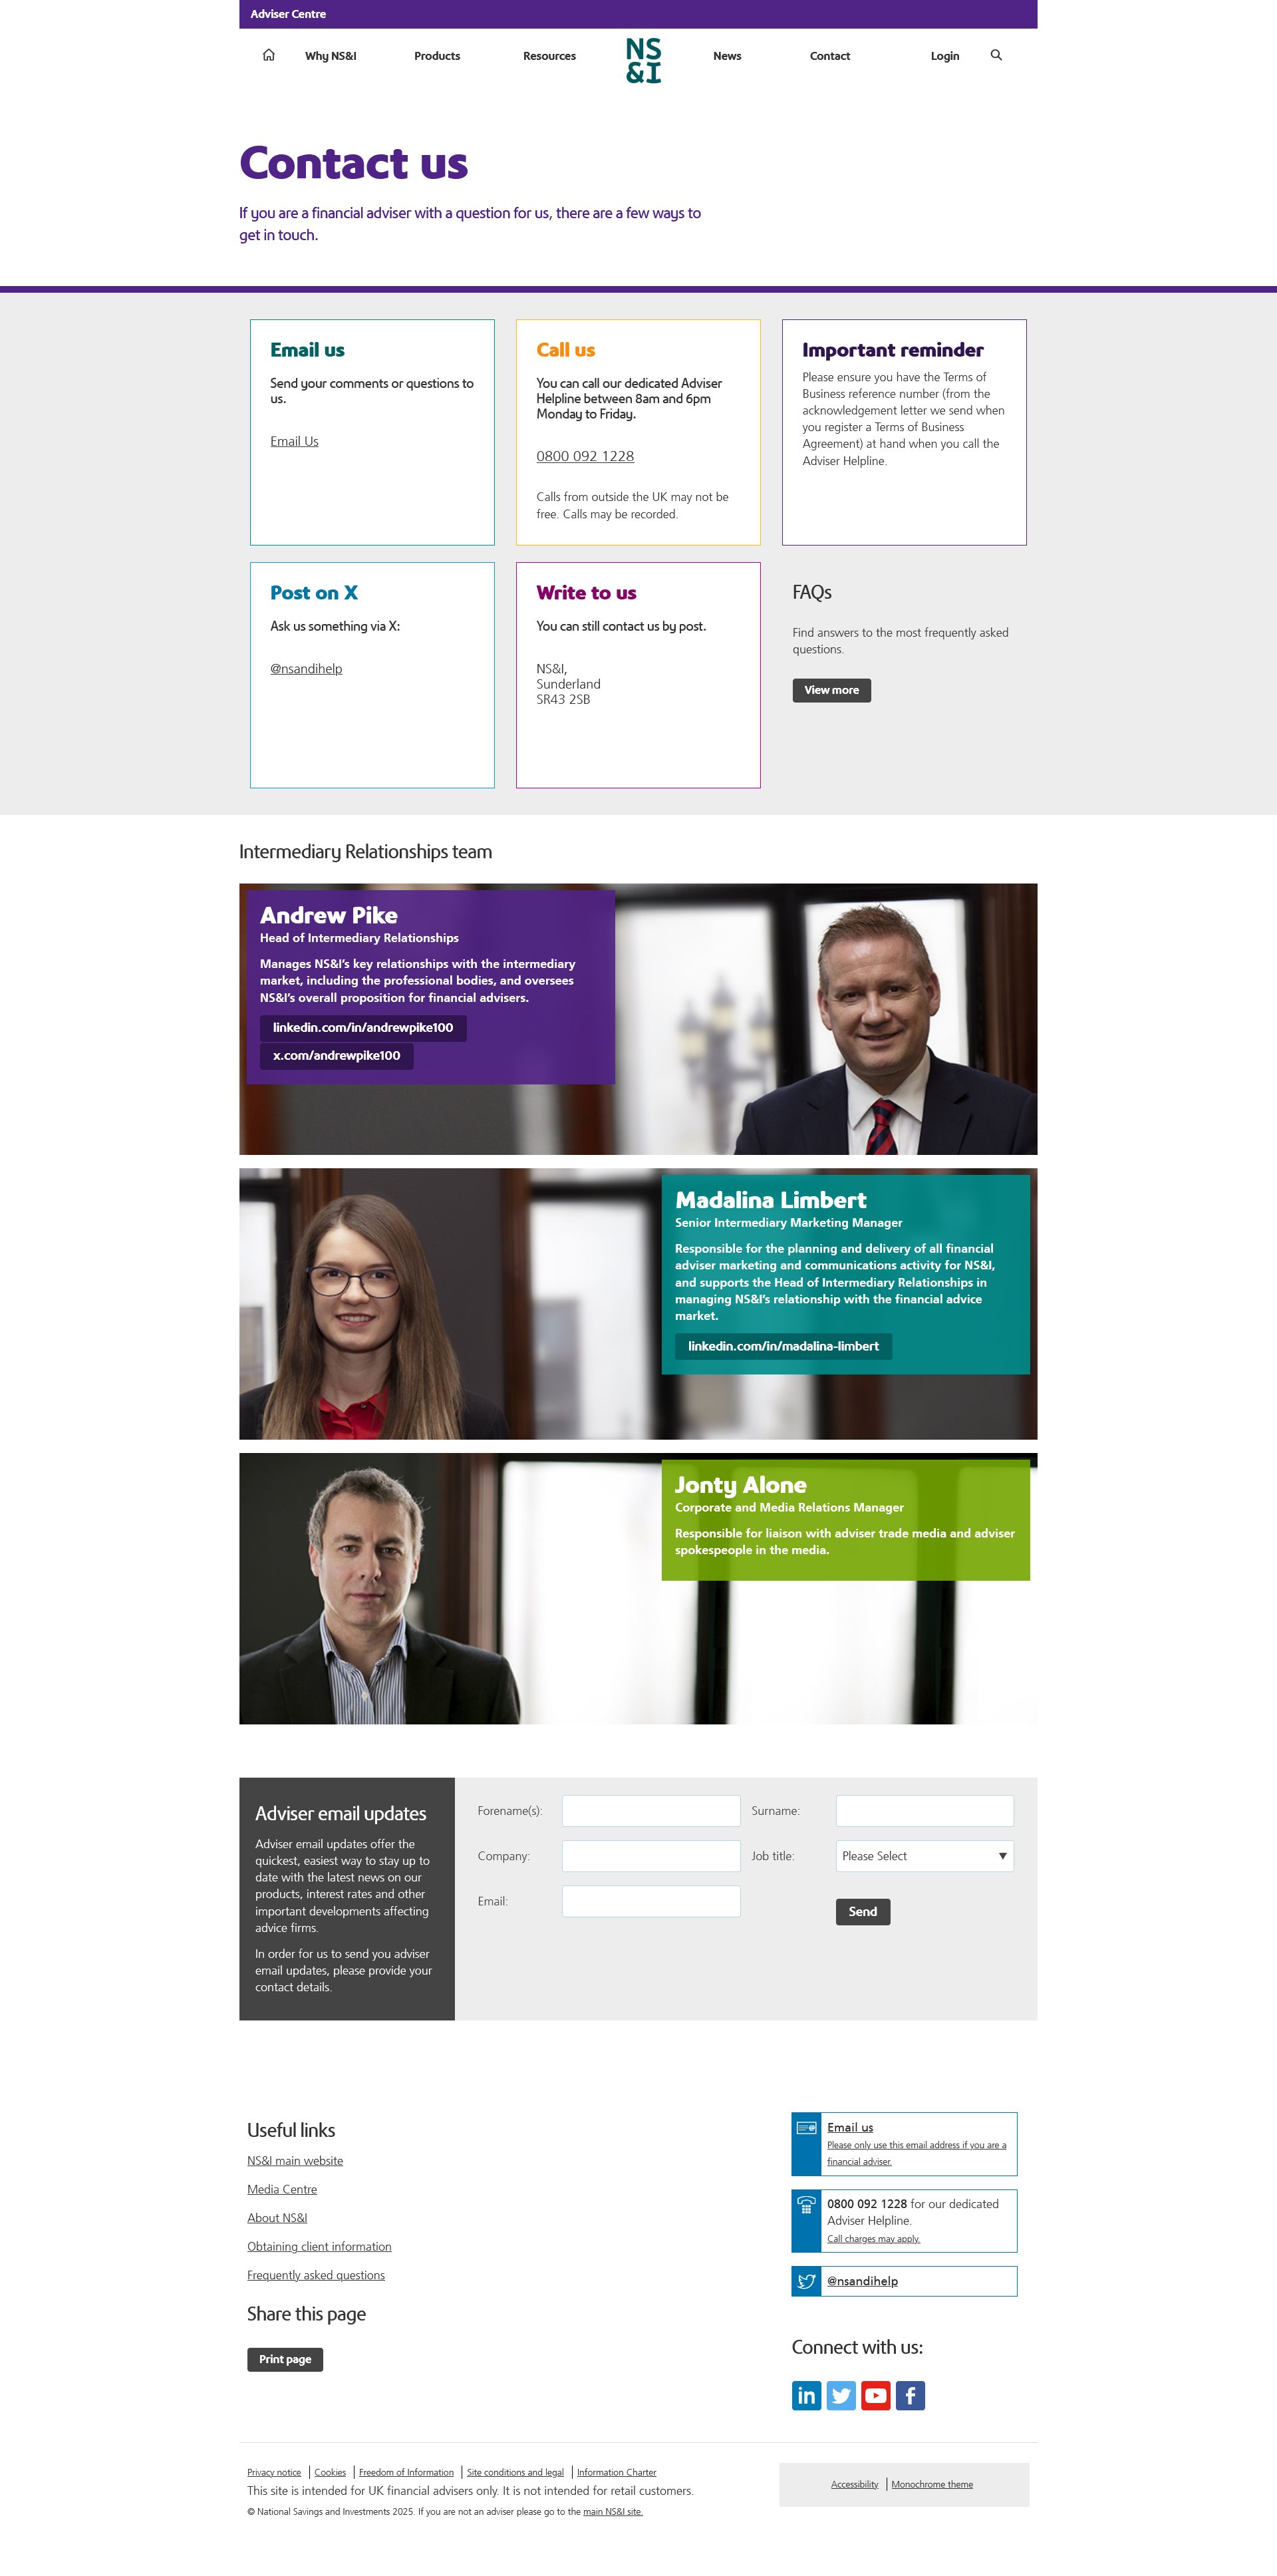 Adviser Centre
Why NS&I
Products
Resources
NS
&I
News
Contact
Login
Contact us
If you are a financial adviser with a question for us, there are a few ways to
get in touch.
Email us
Send your comments or questions to
us.
Email Us
Call us
You can call our dedicated Adviser
Helpline between 8am and 6pm
Monday to Friday.
0800 092 1228
Calls from outside the UK may not be
free. Calls may be recorded.
Important reminder
Please ensure you have the Terms of
Business reference number (from the
acknowledgement letter we send when
you register a Terms of Business
Agreement) at hand when you call the
Adviser Helpline.
Post on X
Ask us something via X:
@nsandihelp
Write to us
You can still contact us by post.
NS&I,
Sunderland
SR43 2SB
FAQs
Find answers to the most frequently asked
questions.
View more
Intermediary Relationships team
Andrew Pike
Head of Intermediary Relationships
Manages NS&I's key relationships with the intermediary
market, including the professional bodies, and oversees
NS&I's overall proposition for financial advisers.
linkedin.com/in/andrewpike100
x.com/andrewpike100
Madalina Limbert
Senior Intermediary Marketing Manager
Responsible for the planning and delivery of all financial
adviser marketing and communications activity for NS&I,
and supports the Head of Intermediary Relationships in
managing NS&I's relationship with the financial advice
market.
linkedin.com/in/madalina-limbert
Jonty Alone
Corporate and Media Relations Manager
Responsible for liaison with adviser trade media and adviser
spokespeople in the media.
Adviser email updates
Adviser email updates offer the
quickest, easiest way to stay up to
date with the latest news on our
products, interest rates and other
important developments affecting
advice firms.
In order for us to send you adviser
email updates, please provide your
contact details.
Forename(s):
Surname:
Company:
Job title:
Please Select
Email:
Send
Useful links
NS&I main website
Media Centre
About NS&I
Obtaining client information
Frequently asked questions
Share this page
Print page
Email us
Please only use this email address if you are a
financial adviser.
0800 092 1228 for our dedicated
Adviser Helpline.
Call charges may apply.
@nsandihelp
Connect with us:
in
f
Privacy notice
Cookies
Freedom of Information
Site conditions and legal
Information Charter
This site is intended for UK financial advisers only. It is not intended for retail customers.
© National Savings and Investments 2025. If you are not an adviser please go to the main NS&I site.
Accessibility
Monochrome theme